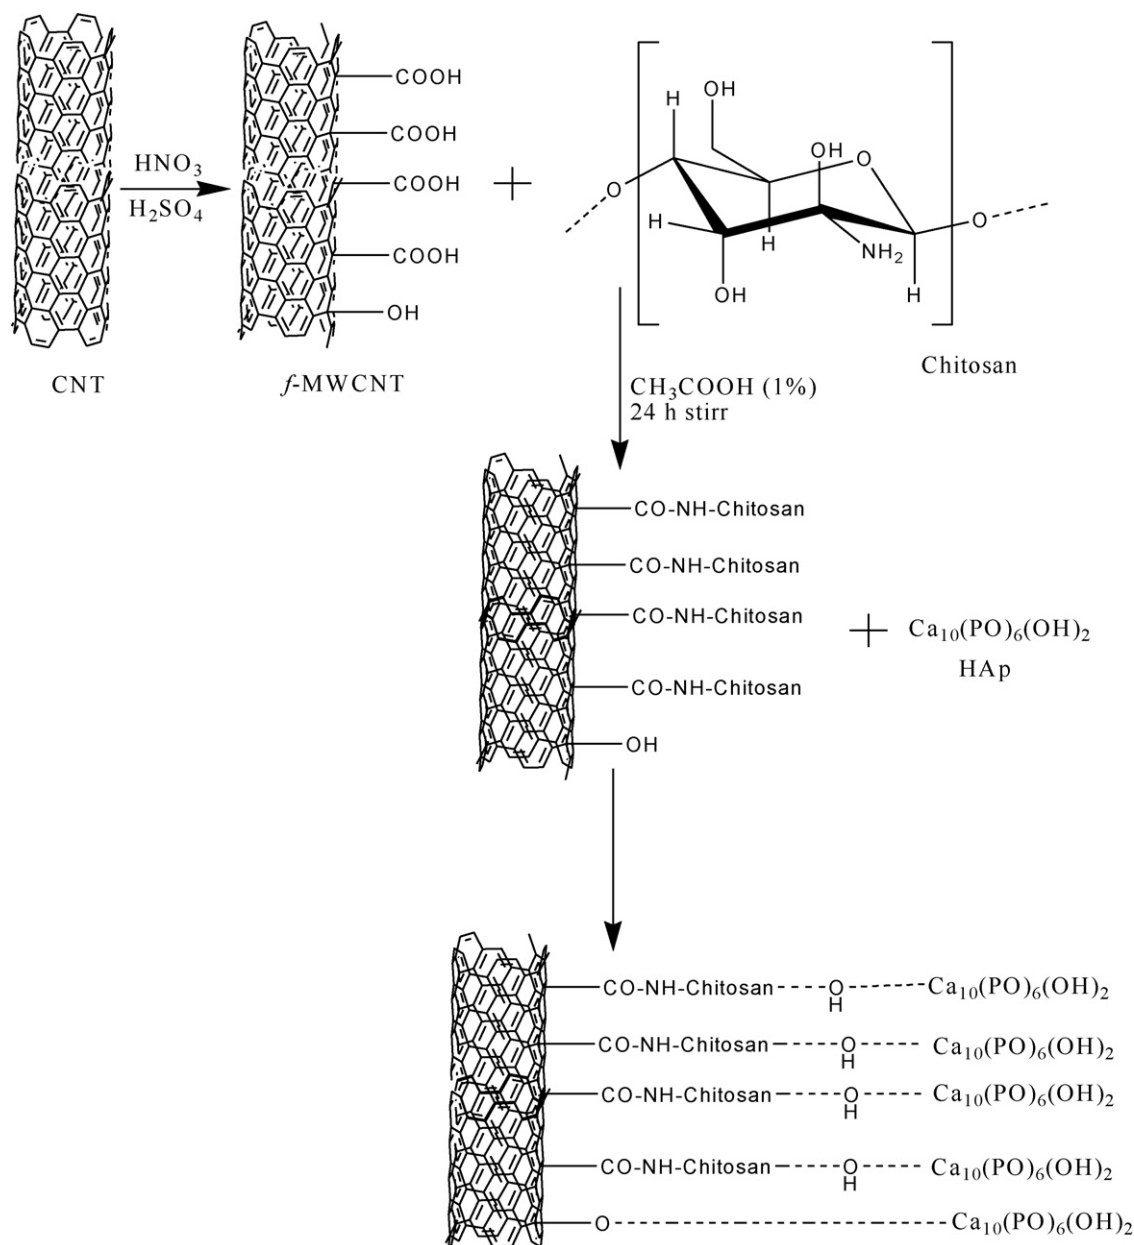 COOH
COOH
COOH
COOH
OH
HNO₃
H₂SO₄
CNT
f-MWCNT
H
OH
OH
O
O
O
H
H
NH₂
OH
H
Chitosan
CH₃COOH (1%)
24 h stirr
CO-NH-Chitosan
CO-NH-Chitosan
CO-NH-Chitosan
CO-NH-Chitosan
OH
Ca₁₀(PO)₆(OH)₂
HAp
CO-NH-Chitosan O H Ca₁₀(PO)₆(OH)₂
CO-NH-Chitosan O H Ca₁₀(PO)₆(OH)₂
CO-NH-Chitosan O H Ca₁₀(PO)₆(OH)₂
CO-NH-Chitosan O H Ca₁₀(PO)₆(OH)₂
O Ca₁₀(PO)₆(OH)₂